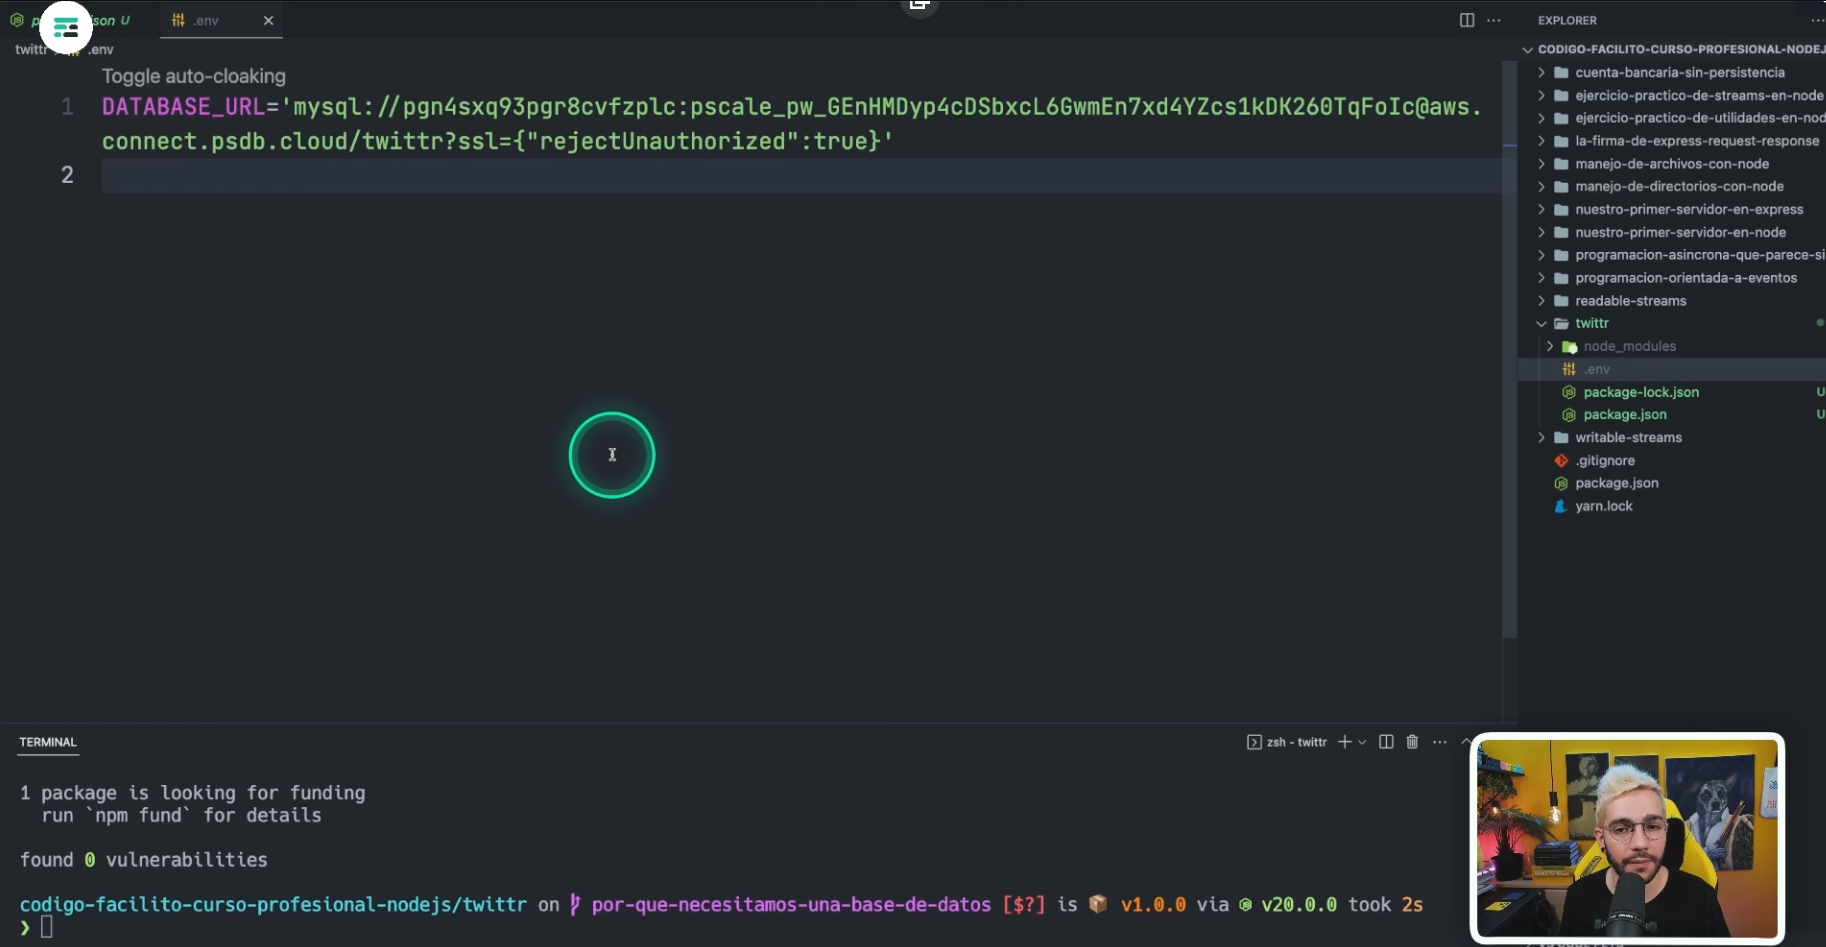 son U
.env
EXPLORER
twittr
.env
CODIGO-FACILITO-CURSO-PROFESIONAL-NODEJ
Toggle auto-cloaking
1 DATABASE_URL='mysql://pgn4sxq93pgr8cvfzplc:pscale_pw_GEnHMDyp4cDSbxcL6GwmEn7xd4YZcs1kDK260TqFoIc@aws.
connect.psdb.cloud/twittr?ssl={"rejectUnauthorized":true}'
2
cuenta-bancaria-sin-persistencia
ejercicio-practico-de-streams-en-node
ejercicio-practico-de-utilidades-en-nod
la-firma-de-express-request-response
manejo-de-archivos-con-node
manejo-de-directorios-con-node
nuestro-primer-servidor-en-express
nuestro-primer-servidor-en-node
programacion-asincrona-que-parece-si
programacion-orientada-a-eventos
readable-streams
twittr
node_modules
.env
package-lock.json U
package.json U
writable-streams
.gitignore
package.json
yarn.lock
TERMINAL
zsh - twittr
1 package is looking for funding
run `npm fund` for details
found 0 vulnerabilities
codigo-facilito-curso-profesional-nodejs/twittr on por-que-necesitamos-una-base-de-datos [$?] is v1.0.0 via v20.0.0 took 2s
❯